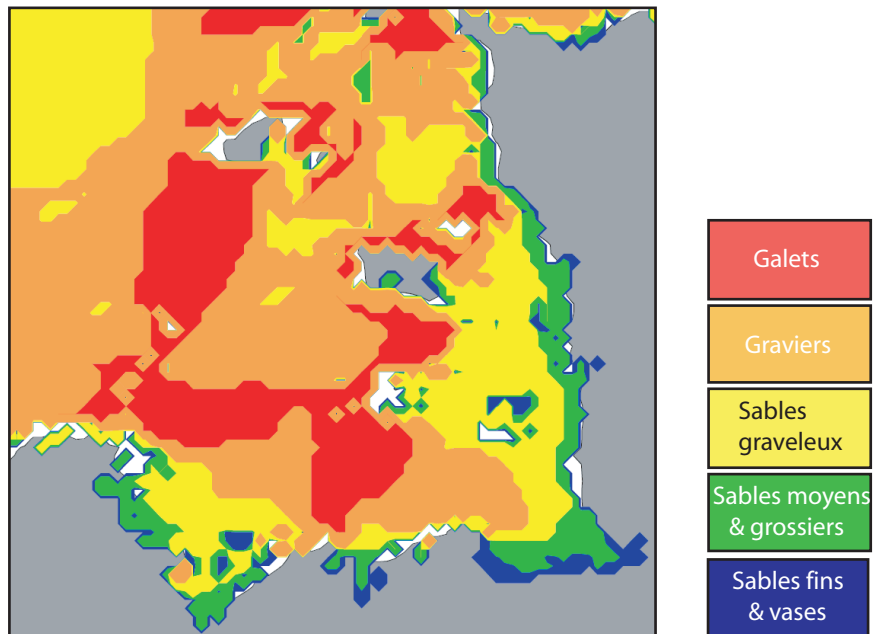 Galets
Graviers
Sables
graveleux
Sables moyens
& grossiers
Sables fins
& vases